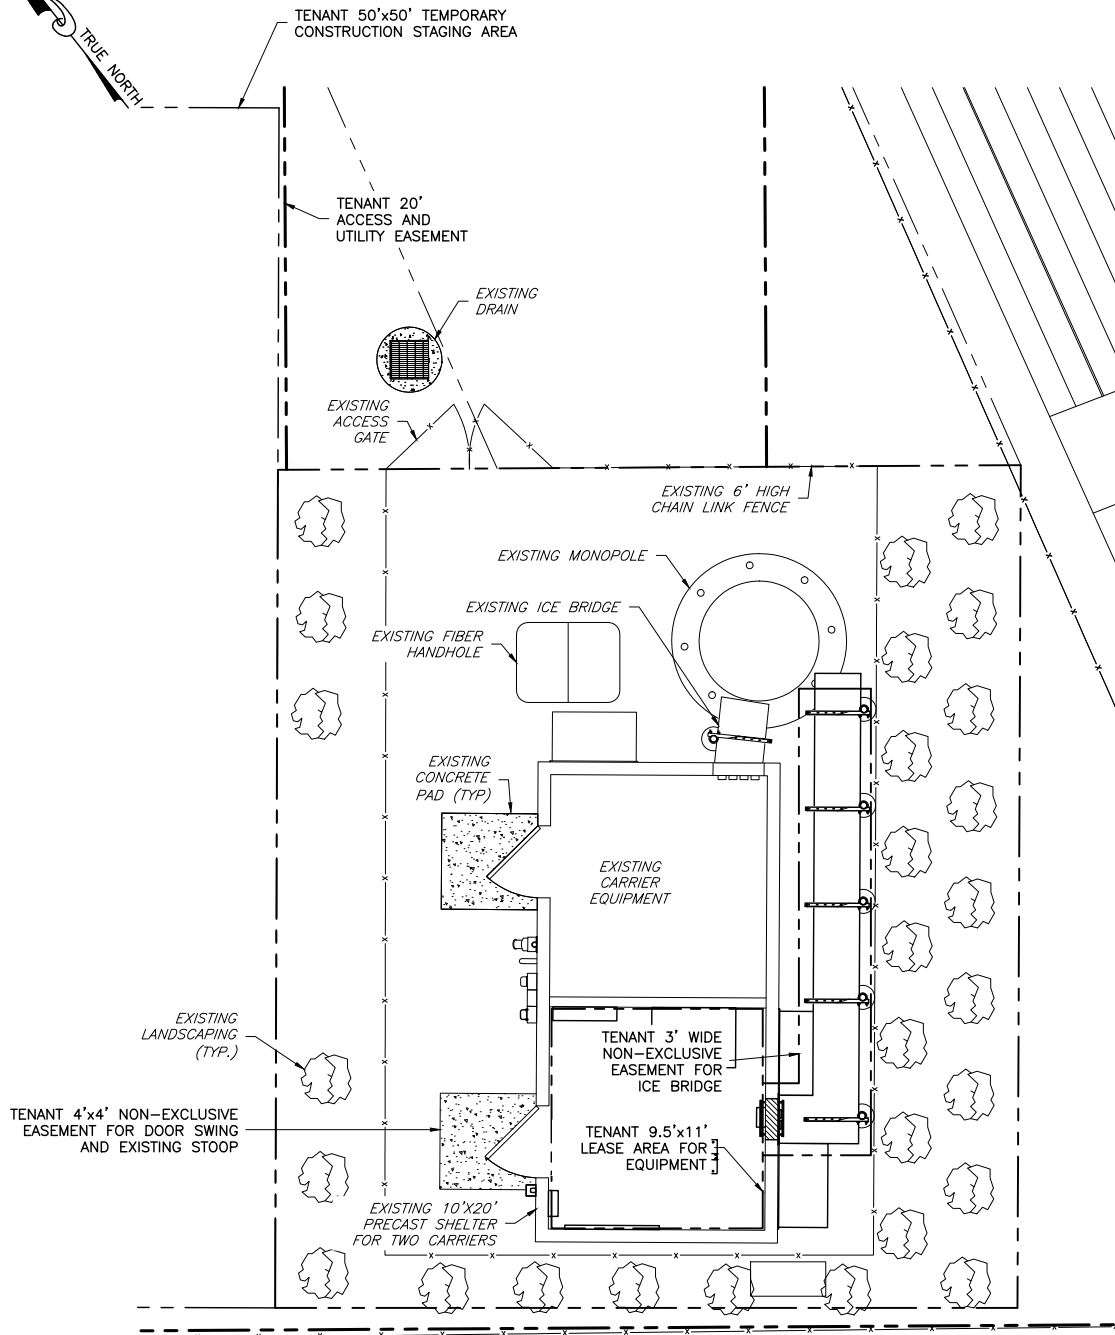 TENANT 50'x50' TEMPORARY
CONSTRUCTION STAGING AREA
TRUE NORTH
TENANT 20'
ACCESS AND
UTILITY EASEMENT
EXISTING
DRAIN
EXISTING
ACCESS
GATE
EXISTING 6' HIGH
CHAIN LINK FENCE
EXISTING MONOPOLE
EXISTING ICE BRIDGE
EXISTING FIBER
HANDHOLE
EXISTING
CONCRETE
PAD (TYP)
EXISTING
CARRIER
EQUIPMENT
EXISTING
LANDSCAPING
(TYP.)
TENANT 3' WIDE
NON-EXCLUSIVE
EASEMENT FOR
ICE BRIDGE
TENANT 4'x4' NON-EXCLUSIVE
EASEMENT FOR DOOR SWING
AND EXISTING STOOP
TENANT 9.5'x11'
LEASE AREA FOR
EQUIPMENT
EXISTING 10'X20'
PRECAST SHELTER
FOR TWO CARRIERS